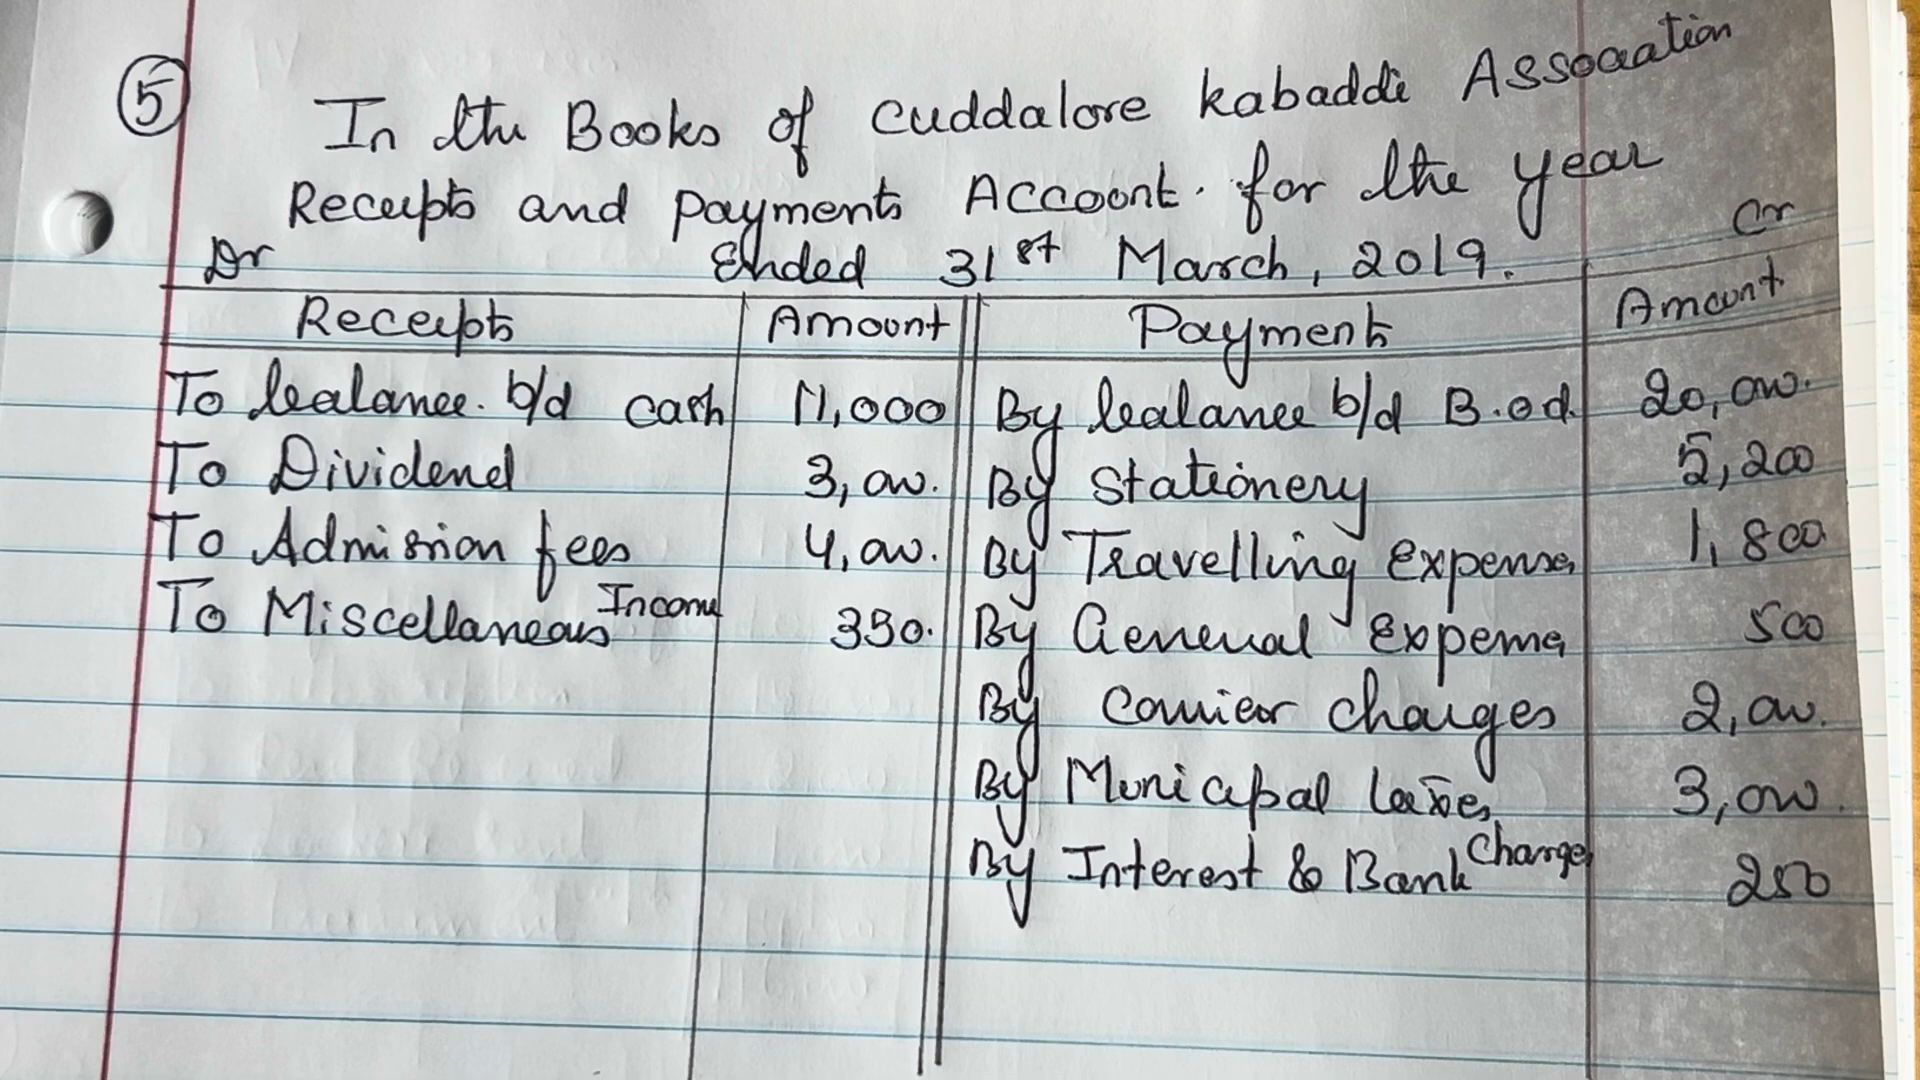 5
In the Books of Cuddalore kabaddi Association
Receipts and Payments Account. for the year
Dr Ended 31st March, 2019. Cr
Receipts Amount Payments Amount
To balance. b/d cash 11,000 By balance b/d B.od. 20,000.
To Dividend 3,000. By Stationery 5,200
To Admission fees 4,000. By Travelling Expenses 1,800
To Miscellaneous Income 350. By General Expenses 500
By Courier charges 2,000.
By Municipal taxes 3,000.
By Interest & Bank Charges 250